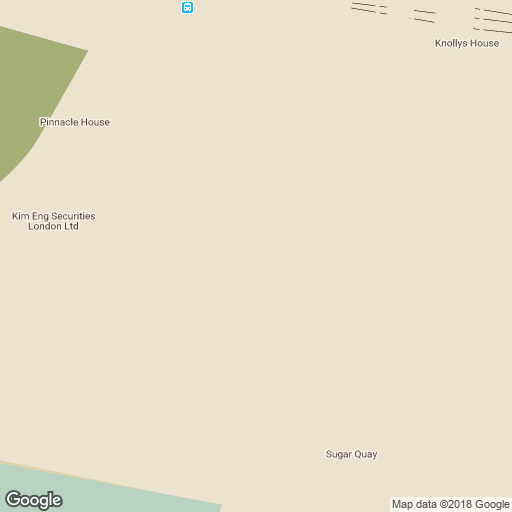 Knollys House
Pinnacle House
Kim Eng Securities
London Ltd
Sugar Quay
Google
Map data ©2018 Google